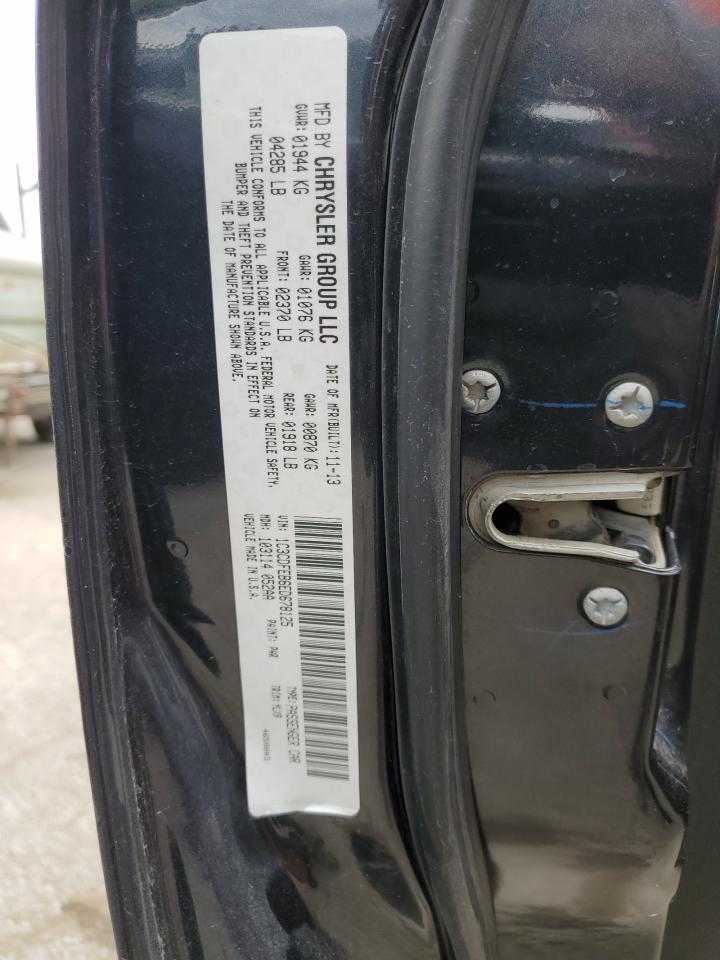 MFD BY CHRYSLER GROUP LLC DATE OF MFR(BUILT): 11-13
GVWR: 01944 KG GAWR: 01076 KG GAWR: 00870 KG
04285 LB FRONT: 02370 LB REAR: 01918 LB
THIS VEHICLE CONFORMS TO ALL APPLICABLE U.S.A. FEDERAL MOTOR VEHICLE SAFETY,
BUMPER AND THEFT PREVENTION STANDARDS IN EFFECT ON
THE DATE OF MANUFACTURE SHOWN ABOVE.
VIN: 1C3CDFEB6ED678125 TYPE: PASSENGER CAR
MDH: 103114 052AA PAINT: PAR TRIM: HLX9
VEHICLE MADE IN U.S.A. 4658043